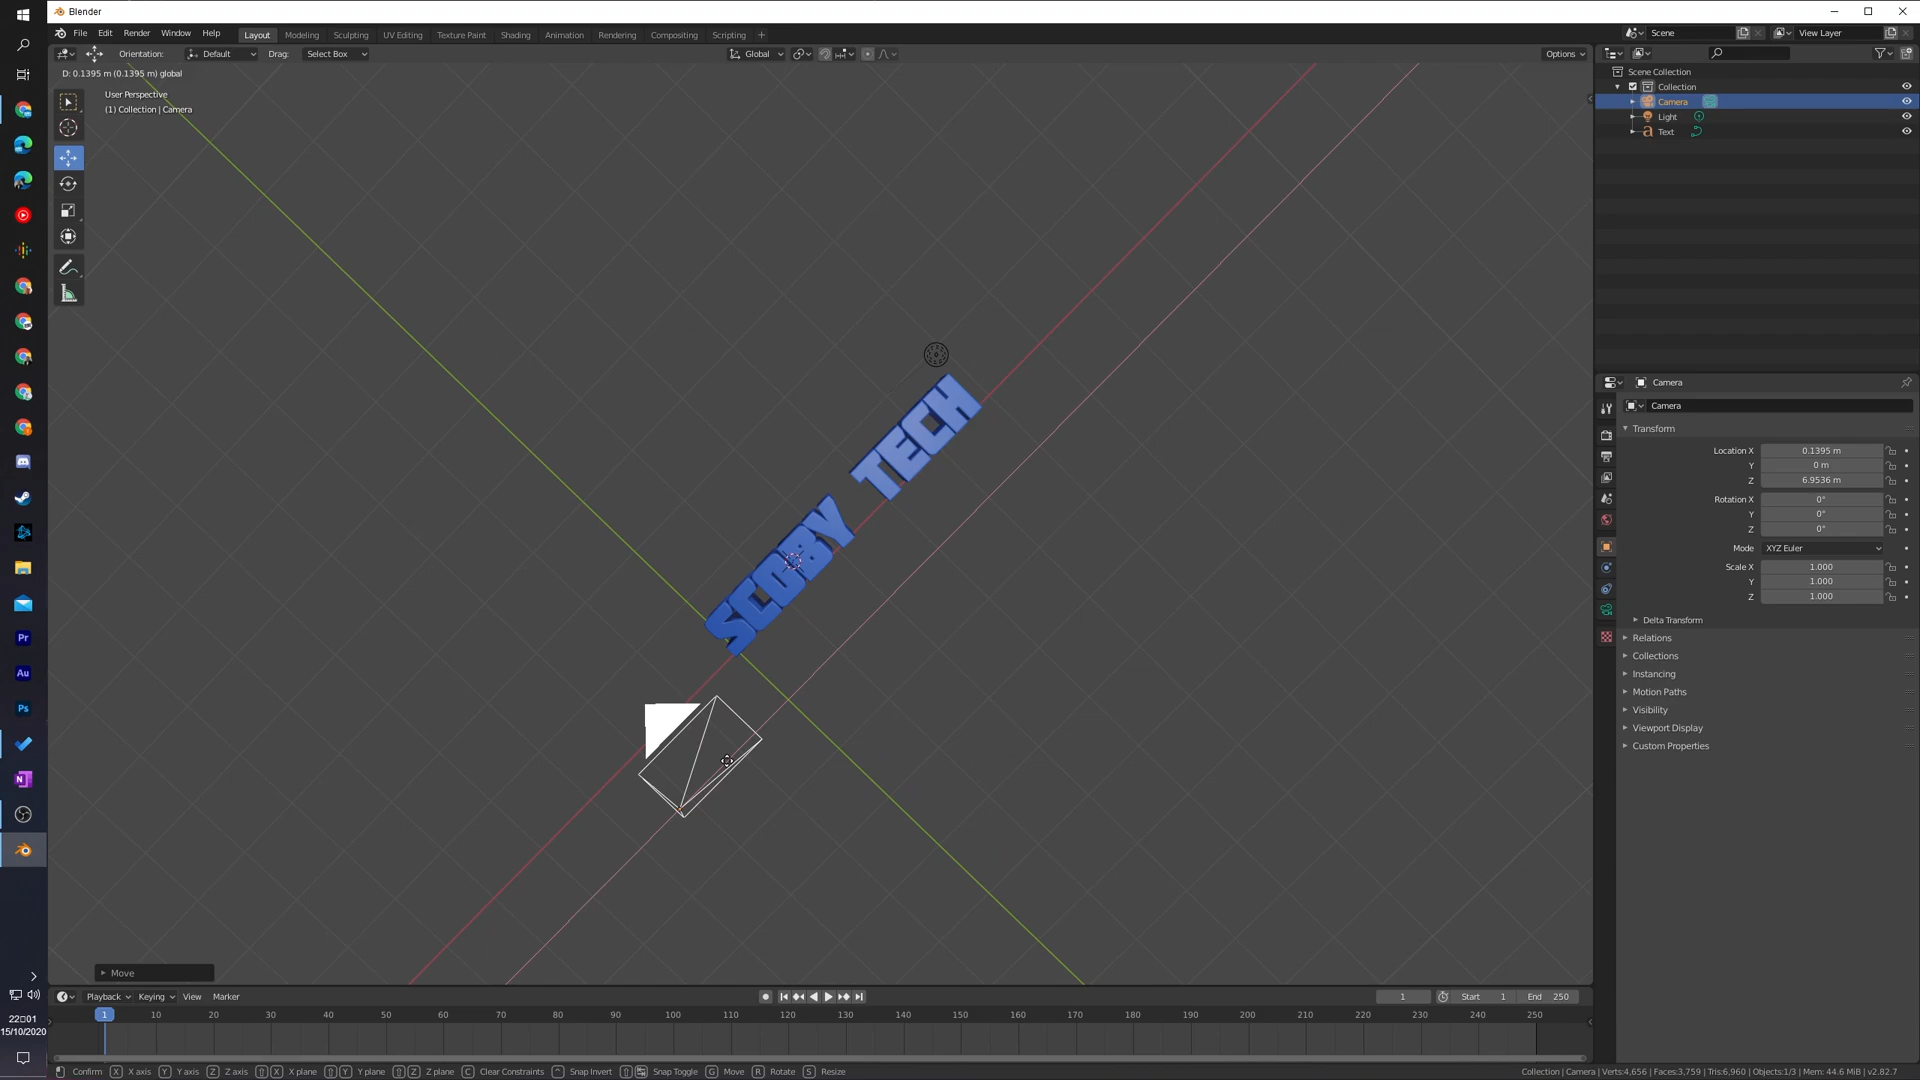 Blender
File Edit Render Window Help Layout Modeling Sculpting UV Editing Texture Paint Shading Animation Rendering Compositing Scripting + Scene View Layer
Orientation: Default Drag: Select Box Global Options
D: 0.1395 m (0.1395 m) global
User Perspective
(1) Collection | Camera
Scene Collection
Collection
Camera
Light
Text
TECH
SCOBY
Camera
Camera
Transform
Location X 0.1395 m
Y 0 m
Z 6.9536 m
Rotation X 0°
Y 0°
Z 0°
Mode XYZ Euler
Scale X 1.000
Y 1.000
Z 1.000
Delta Transform
Relations
Collections
Instancing
Motion Paths
Visibility
Viewport Display
Custom Properties
Pr
Au
Ps
N
Move
Playback Keying View Marker 1 Start 1 End 250
1 10 20 30 40 50 60 70 80 90 100 110 120 130 140 150 160 170 180 190 200 210 220 230 240 250
22□01
15/10/2020
Confirm X X axis Y Y axis Z Z axis X X plane Y Y plane Z Z plane C Clear Constraints Snap Invert Snap Toggle G Move R Rotate S Resize Collection | Camera | Verts:4,656 | Faces:3,759 | Tris:6,960 | Objects:1/3 | Mem: 44.6 MiB | v2.82.7